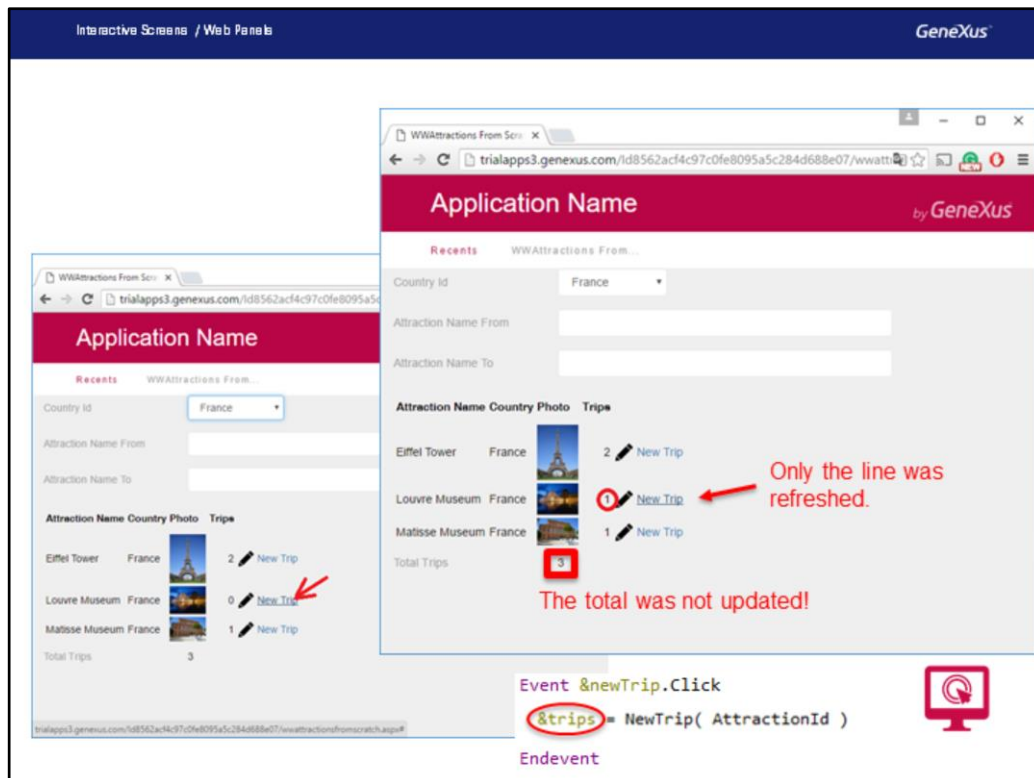 Interactive Screens / Web Panels
GeneXus
WWAttractions From Scra
trialapps3.genexus.com/Id8562acf4c97c0fe8095a5c284d688e07/wwattr
Application Name
by GeneXus
Recents WWAttractions From...
Country Id France
Attraction Name From
Attraction Name To
Attraction Name Country Photo Trips
Eiffel Tower France 2 New Trip
Louvre Museum France 1 New Trip
Matisse Museum France 1 New Trip
Total Trips 3
Only the line was
refreshed.
The total was not updated!
WWAttractions From Scra
trialapps3.genexus.com/Id8562acf4c97c0fe8095a5c
Application Name
Recents WWAttractions From...
Country Id France
Attraction Name From
Attraction Name To
Attraction Name Country Photo Trips
Eiffel Tower France 2 New Trip
Louvre Museum France 0 New Trip
Matisse Museum France 1 New Trip
Total Trips 3
trialapps3.genexus.com/Id8562acf4c97c0fe8095a5c284d688e07/wwattractionsfromscratch.aspx#
Event &newTrip.Click
&trips = NewTrip( AttractionId )
Endevent